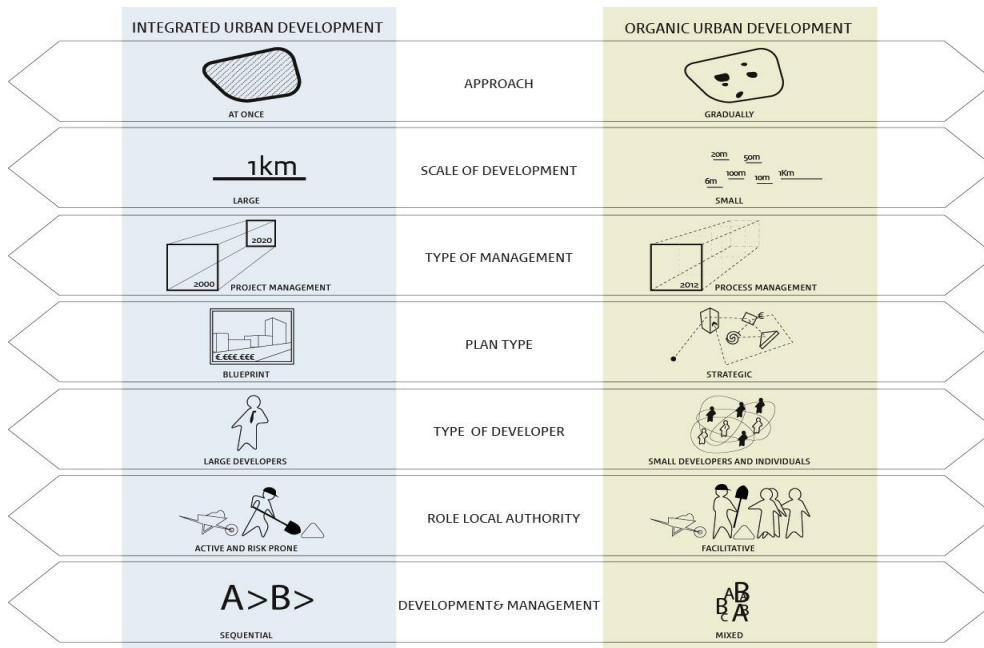 INTEGRATED URBAN DEVELOPMENT
ORGANIC URBAN DEVELOPMENT
APPROACH
AT ONCE
GRADUALLY
1km
SCALE OF DEVELOPMENT
20m 50m
6m 100m 10m 1Km
LARGE
SMALL
2020
2000
TYPE OF MANAGEMENT
2012
PROJECT MANAGEMENT
PROCESS MANAGEMENT
€.€€€.€€€
PLAN TYPE
€
BLUEPRINT
STRATEGIC
TYPE OF DEVELOPER
LARGE DEVELOPERS
SMALL DEVELOPERS AND INDIVIDUALS
ROLE LOCAL AUTHORITY
ACTIVE AND RISK PRONE
FACILITATIVE
A>B>
DEVELOPMENT& MANAGEMENT
A B A
B B
C A
SEQUENTIAL
MIXED